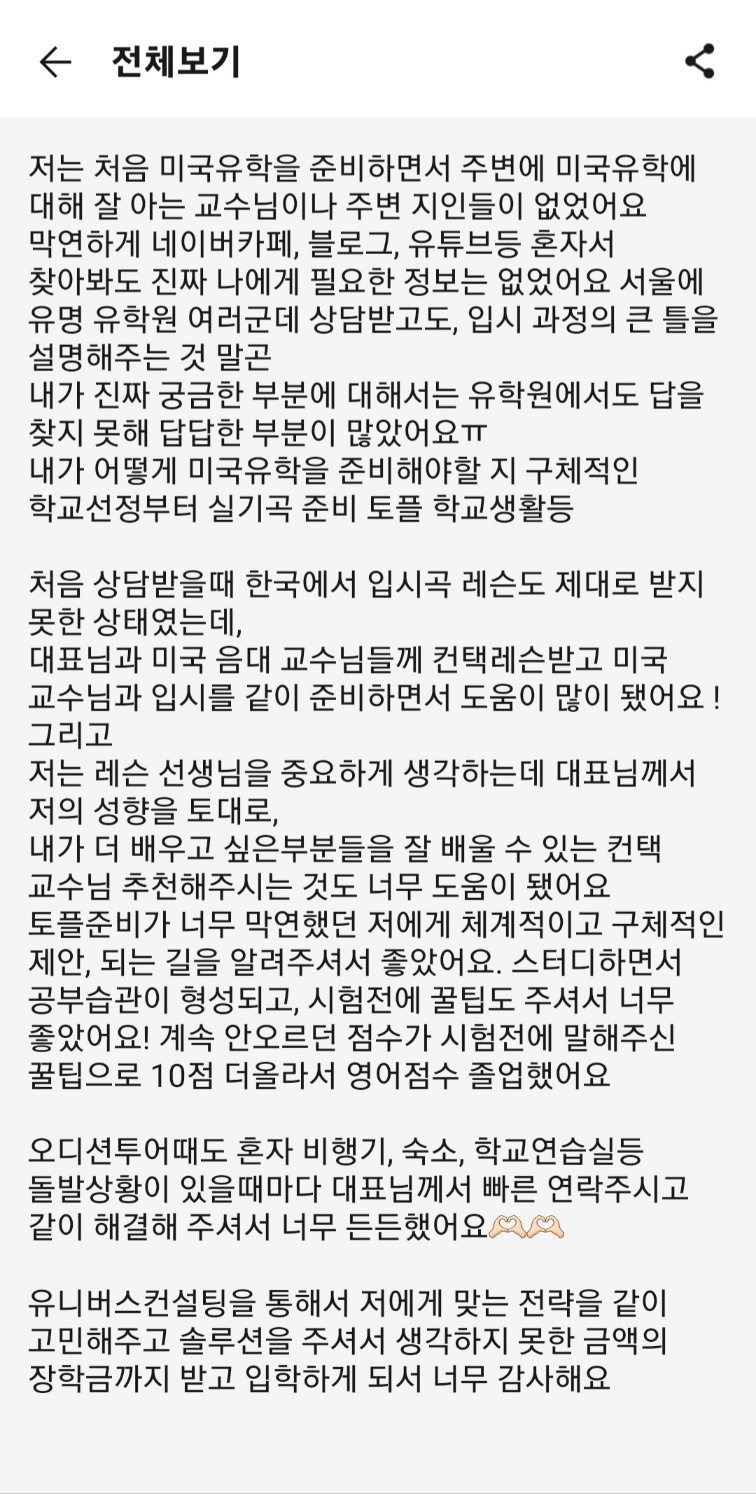 전체보기
저는 처음 미국유학을 준비하면서 주변에 미국유학에
대해 잘 아는 교수님이나 주변 지인들이 없었어요
막연하게 네이버카페, 블로그, 유튜브등 혼자서
찾아봐도 진짜 나에게 필요한 정보는 없었어요 서울에
유명 유학원 여러군데 상담받고도, 입시 과정의 큰 틀을
설명해주는 것 말곤
내가 진짜 궁금한 부분에 대해서는 유학원에서도 답을
찾지 못해 답답한 부분이 많았어요ㅠ
내가 어떻게 미국유학을 준비해야할 지 구체적인
학교선정부터 실기곡 준비 토플 학교생활등

처음 상담받을때 한국에서 입시곡 레슨도 제대로 받지
못한 상태였는데,
대표님과 미국 음대 교수님들께 컨택레슨받고 미국
교수님과 입시를 같이 준비하면서 도움이 많이 됐어요 !
그리고
저는 레슨 선생님을 중요하게 생각하는데 대표님께서
저의 성향을 토대로,
내가 더 배우고 싶은부분들을 잘 배울 수 있는 컨택
교수님 추천해주시는 것도 너무 도움이 됐어요
토플준비가 너무 막연했던 저에게 체계적이고 구체적인
제안, 되는 길을 알려주셔서 좋았어요. 스터디하면서
공부습관이 형성되고, 시험전에 꿀팁도 주셔서 너무
좋았어요! 계속 안오르던 점수가 시험전에 말해주신
꿀팁으로 10점 더올라서 영어점수 졸업했어요

오디션투어때도 혼자 비행기, 숙소, 학교연습실등
돌발상황이 있을때마다 대표님께서 빠른 연락주시고
같이 해결해 주셔서 너무 든든했어요🫶🏻🫶🏻

유니버스컨설팅을 통해서 저에게 맞는 전략을 같이
고민해주고 솔루션을 주셔서 생각하지 못한 금액의
장학금까지 받고 입학하게 되서 너무 감사해요